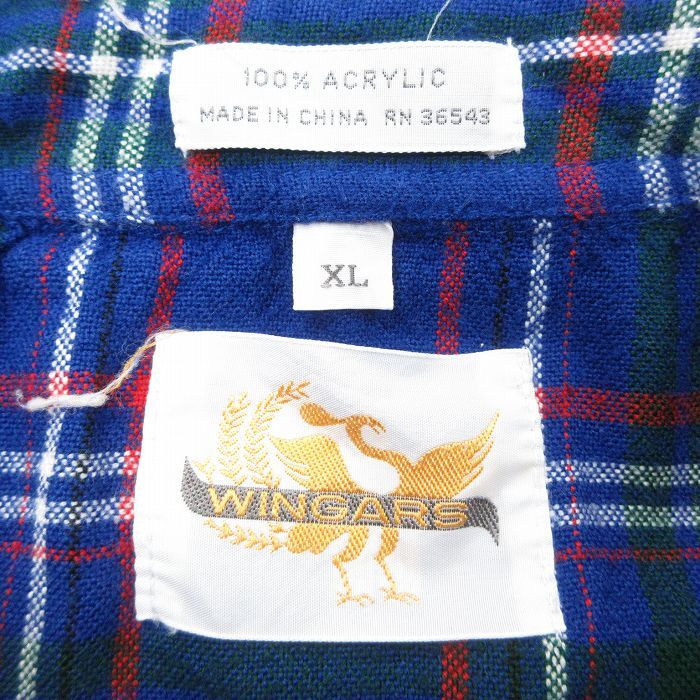 100% ACRYLIC
MADE IN CHINA RN 36543
XL
WINGARS